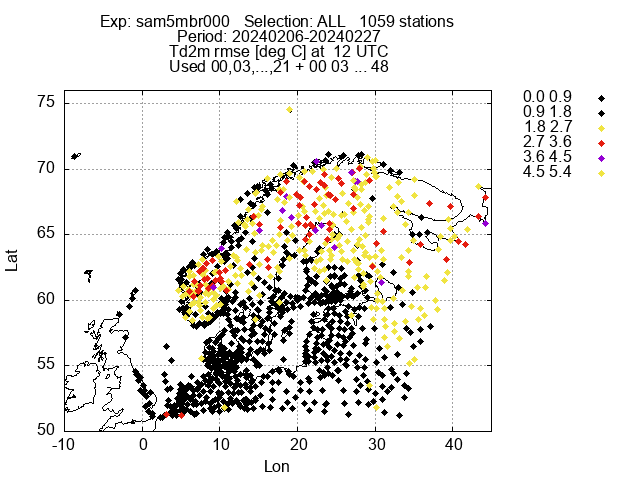 Exp: sam5mbr000   Selection: ALL   1059 stations
Period: 20240206-20240227
Td2m rmse [deg C] at  12 UTC
Used 00,03,...,21 + 00 03 ... 48
0.0 0.9
0.9 1.8
1.8 2.7
2.7 3.6
3.6 4.5
4.5 5.4
75
70
65
60
55
50
Lat
-10 0 10 20 30 40
Lon